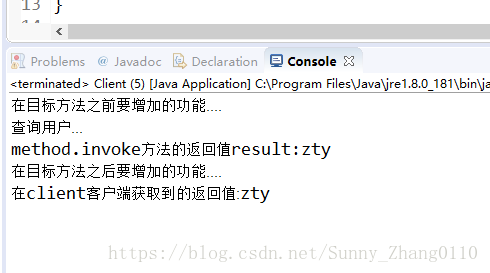 13 }
Problems @ Javadoc Declaration Console
<terminated> Client (5) [Java Application] C:\Program Files\Java\jre1.8.0_181\bin\ja
在目标方法之前要增加的功能....
查询用户...
method.invoke方法的返回值result:zty
在目标方法之后要增加的功能....
在client客户端获取到的返回值:zty
https://blog.csdn.net/Sunny_Zhang0110